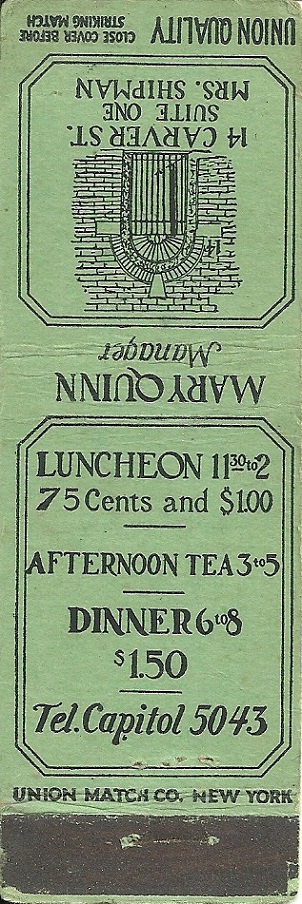 MARY QUINN
Manager
14
14 CARVER ST.
SUITE ONE
MRS. SHIPMAN
UNION QUALITY
CLOSE COVER BEFORE
STRIKING MATCH
LUNCHEON 11 30 to 2
75 Cents and $1.00
AFTERNOON TEA 3 to 5
DINNER 6 to 8
$1.50
Tel. Capitol 5043
UNION MATCH CO. NEW YORK